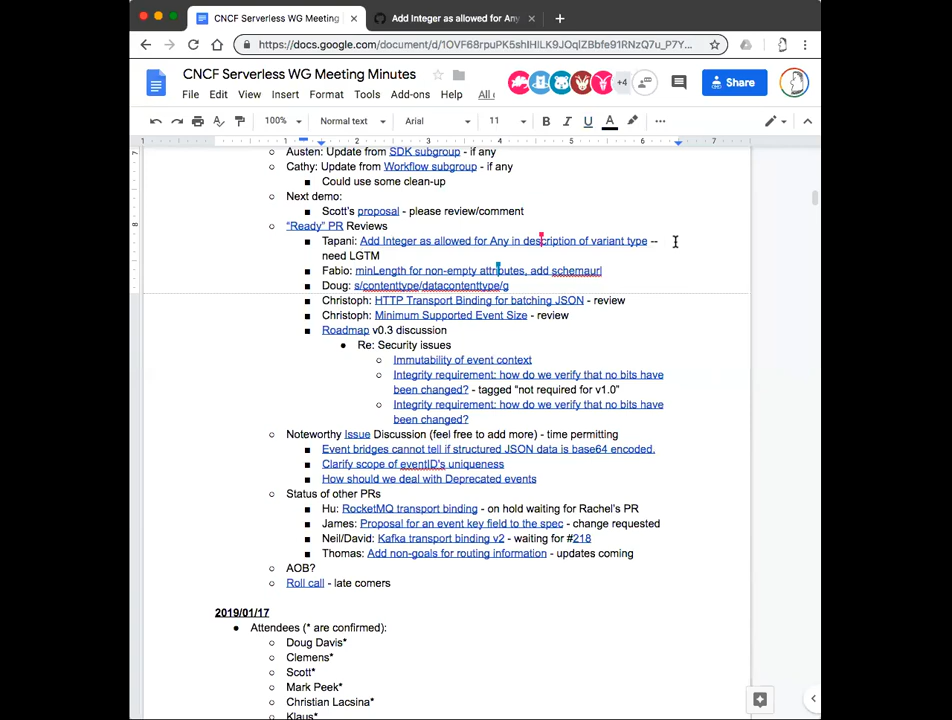 CNCF Serverless WG Meeting
Add Integer as allowed for Any
https://docs.google.com/document/d/1OVF68rpuPK5shIHILK9JOqlZBbfe91RNzQ7u_P7Y...
CNCF Serverless WG Meeting Minutes
+4
Share
File Edit View Insert Format Tools Add-ons Help
100% Normal text Arial 11 B I U A
1 1 2 3 4 5 6 7
Austen: Update from SDK subgroup - if any
Cathy: Update from Workflow subgroup - if any
Could use some clean-up
Next demo:
Scott's proposal - please review/comment
"Ready" PR Reviews
Tapani: Add Integer as allowed for Any in description of variant type --
need LGTM
Fabio: minLength for non-empty attributes, add schemaurl
Doug: s/contenttype/datacontenttype/g
Christoph: HTTP Transport Binding for batching JSON - review
Christoph: Minimum Supported Event Size - review
Roadmap v0.3 discussion
Re: Security issues
Immutability of event context
Integrity requirement: how do we verify that no bits have
been changed? - tagged "not required for v1.0"
Integrity requirement: how do we verify that no bits have
been changed?
Noteworthy Issue Discussion (feel free to add more) - time permitting
Event bridges cannot tell if structured JSON data is base64 encoded.
Clarify scope of eventID's uniqueness
How should we deal with Deprecated events
Status of other PRs
Hu: RocketMQ transport binding - on hold waiting for Rachel's PR
James: Proposal for an event key field to the spec - change requested
Neil/David: Kafka transport binding v2 - waiting for #218
Thomas: Add non-goals for routing information - updates coming
AOB?
Roll call - late comers
2019/01/17
Attendees (* are confirmed):
Doug Davis*
Clemens*
Scott*
Mark Peek*
Christian Lacsina*
Klaus*